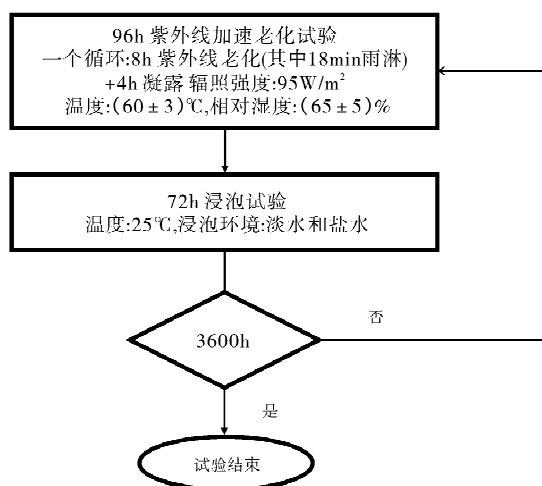 96h 紫外线加速老化试验
一个循环:8h 紫外线老化(其中18min雨淋)
+4h 凝露 辐照强度:95W/m²
温度:(60±3)℃,相对湿度:(65±5)%
72h 浸泡试验
温度:25℃,浸泡环境:淡水和盐水
3600h
否
是
试验结束